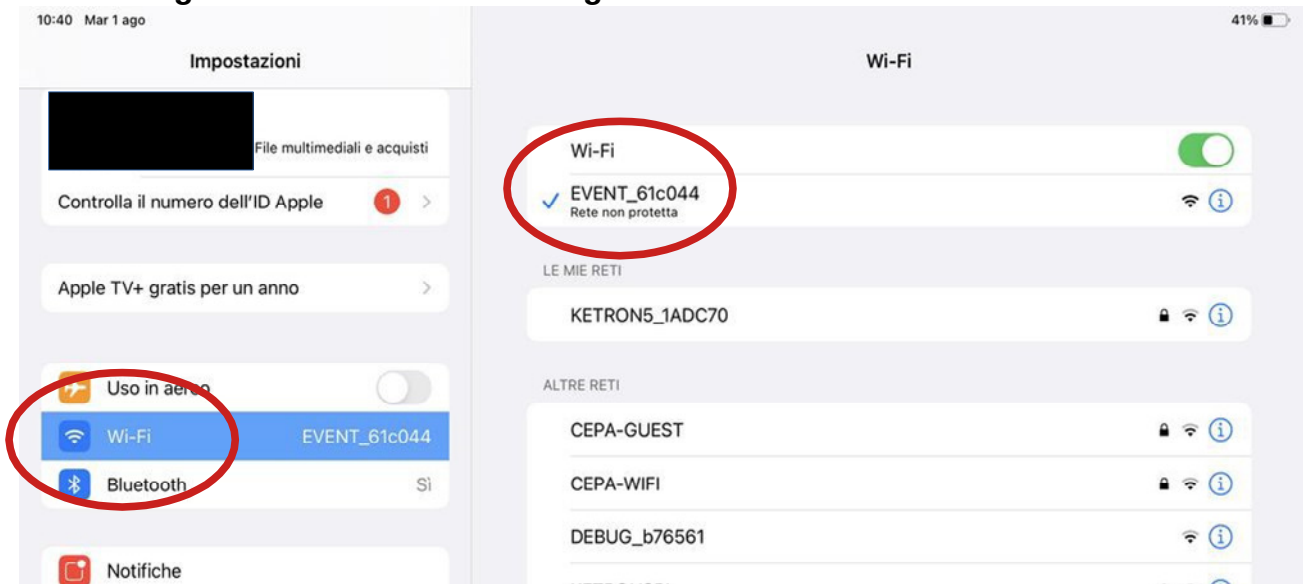 10:40 Mar 1 ago
41%
Impostazioni
File multimediali e acquisti
Controlla il numero dell'ID Apple 1
Apple TV+ gratis per un anno
Uso in aereo
Wi-Fi EVENT_61c044
Bluetooth Sì
Notifiche
Wi-Fi
Wi-Fi
EVENT_61c044
Rete non protetta
LE MIE RETI
KETRON5_1ADC70
ALTRE RETI
CEPA-GUEST
CEPA-WIFI
DEBUG_b76561